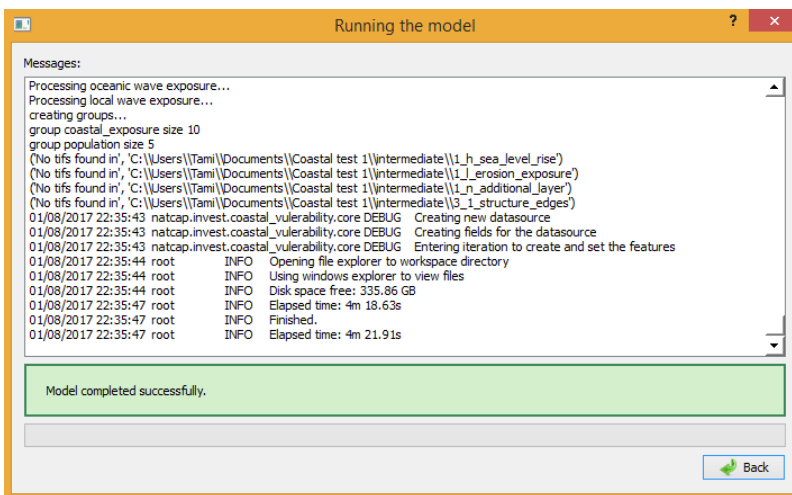 Running the model
?
Messages:
Processing oceanic wave exposure...
Processing local wave exposure...
creating groups...
group coastal_exposure size 10
group population size 5
('No tifs found in', 'C:\\Users\\Tami\\Documents\\Coastal test 1\\intermediate\\1_h_sea_level_rise')
('No tifs found in', 'C:\\Users\\Tami\\Documents\\Coastal test 1\\intermediate\\1_l_erosion_exposure')
('No tifs found in', 'C:\\Users\\Tami\\Documents\\Coastal test 1\\intermediate\\1_n_additional_layer')
('No tifs found in', 'C:\\Users\\Tami\\Documents\\Coastal test 1\\intermediate\\3_1_structure_edges')
01/08/2017 22:35:43 natcap.invest.coastal_vulerability.core DEBUG Creating new datasource
01/08/2017 22:35:43 natcap.invest.coastal_vulerability.core DEBUG Creating fields for the datasource
01/08/2017 22:35:43 natcap.invest.coastal_vulerability.core DEBUG Entering iteration to create and set the features
01/08/2017 22:35:44 root INFO Opening file explorer to workspace directory
01/08/2017 22:35:44 root INFO Using windows explorer to view files
01/08/2017 22:35:44 root INFO Disk space free: 335.86 GB
01/08/2017 22:35:47 root INFO Elapsed time: 4m 18.63s
01/08/2017 22:35:47 root INFO Finished.
01/08/2017 22:35:47 root INFO Elapsed time: 4m 21.91s
Model completed successfully.
Back